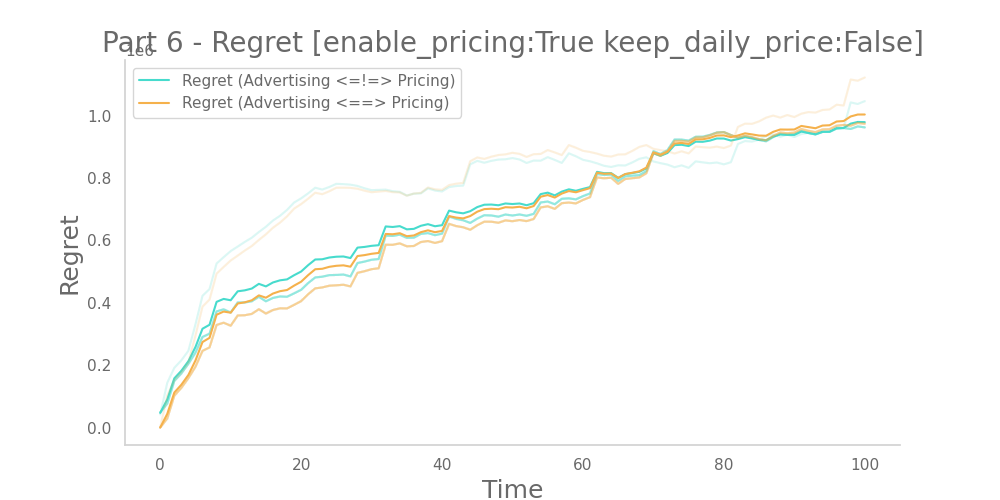 Part 6 - Regret [enable_pricing:True keep_daily_price:False]
1e6
Regret (Advertising <=!=> Pricing)
Regret (Advertising <==> Pricing)
1.0
0.8
0.6
0.4
0.2
0.0
Regret
0 20 40 60 80 100
Time